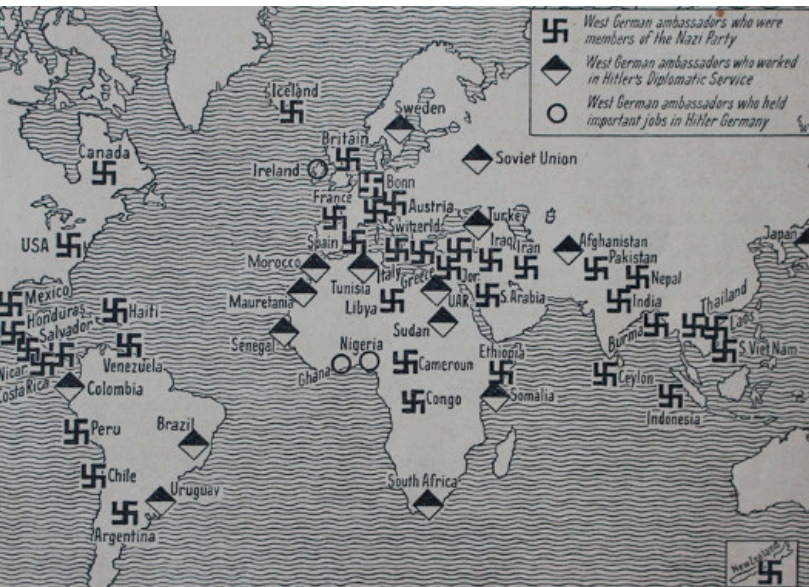 West German ambassadors who were
members of the Nazi Party
West German ambassadors who worked
in Hitler's Diplomatic Service
West German ambassadors who held
important jobs in Hitler Germany
Iceland
Sweden
Canada
Britain
Ireland
Soviet Union
Bonn
France
Austria
Switzerld.
Turkey
USA
Spain
Iraq
Iran
Afghanistan
Japan
Morocco
Italy
Greece
Jor.
Pakistan
Nepal
Mexico
Mauretania
Tunisia
Libya
UAR
S. Arabia
India
Thailand
Honduras
Haiti
Salvador
Sudan
Burma
Laos
Senegal
Nigeria
Ethiopia
S. Viet Nam
Nicar.
Venezuela
Ghana
Cameroun
Ceylon
Costa Rica
Colombia
Somalia
Congo
Indonesia
Peru
Brazil
Chile
Uruguay
South Africa
Argentina
New Zealand